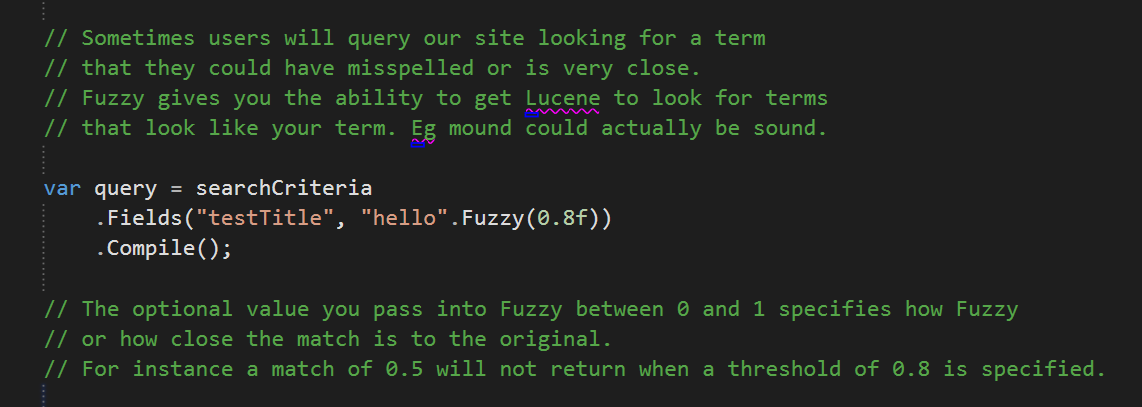 // Sometimes users will query our site looking for a term
// that they could have misspelled or is very close.
// Fuzzy gives you the ability to get Lucene to look for terms
// that look like your term. Eg mound could actually be sound.
var query = searchCriteria
.Fields("testTitle", "hello".Fuzzy(0.8f))
.Compile();
// The optional value you pass into Fuzzy between 0 and 1 specifies how Fuzzy
// or how close the match is to the original.
// For instance a match of 0.5 will not return when a threshold of 0.8 is specified.